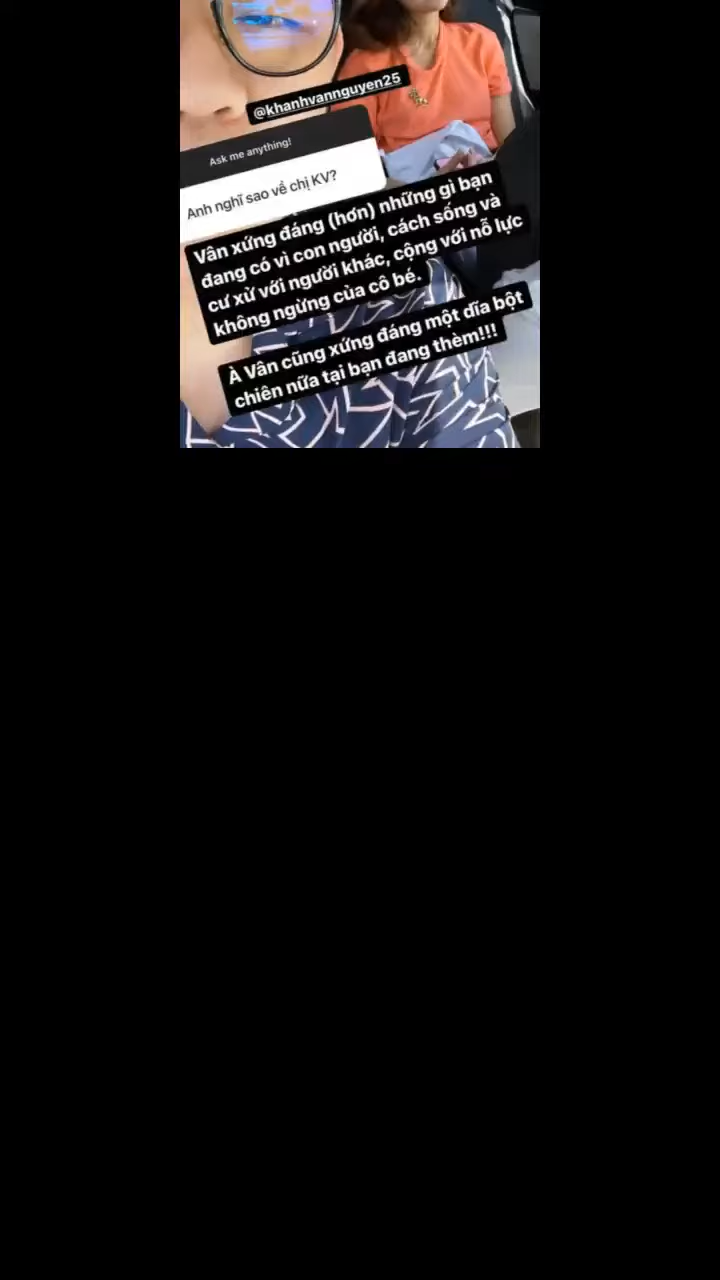 @khanhvannguyen25
Ask me anything!
Anh nghĩ sao về chị KV?
Vân xứng đáng (hơn) những gì bạn
đang có vì con người, cách sống và
cư xử với người khác, cộng với nỗ lực
không ngừng của cô bé.
À Vân cũng xứng đáng một dĩa bột
chiên nữa tại bạn đang thèm!!!